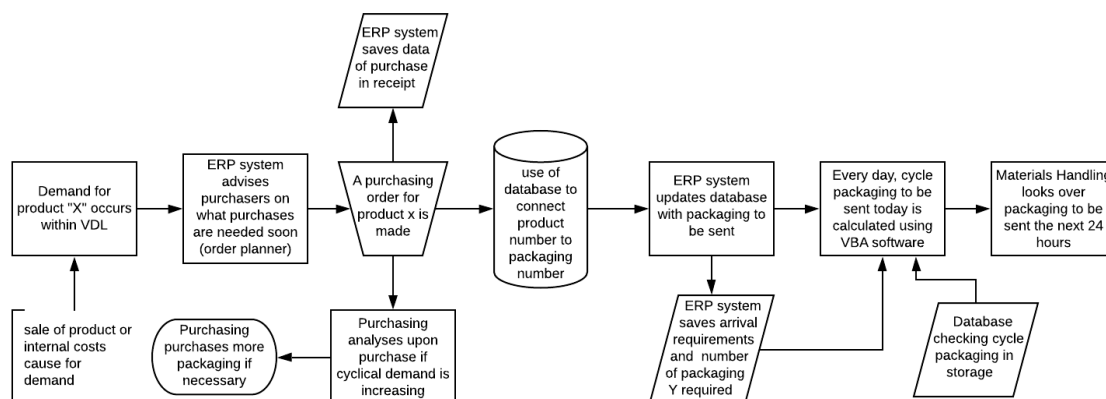 ERP system
saves data
of purchase
in receipt
Demand for
product "X" occurs
within VDL
ERP system
advises
purchasers on
what purchases
are needed soon
(order planner)
A purchasing
order for
product x is
made
use of
database to
connect
product
number to
packaging
number
ERP system
updates database
with packaging to
be sent
Every day, cycle
packaging to be
sent today is
calculated using
VBA software
Materials Handling
looks over
packaging to be
sent the next 24
hours
sale of product or
internal costs
cause for
demand
Purchasing
purchases more
packaging if
necessary
Purchasing
analyses upon
purchase if
cyclical demand is
increasing
ERP system
saves arrival
requirements
and number
of packaging
Y required
Database
checking cycle
packaging in
storage